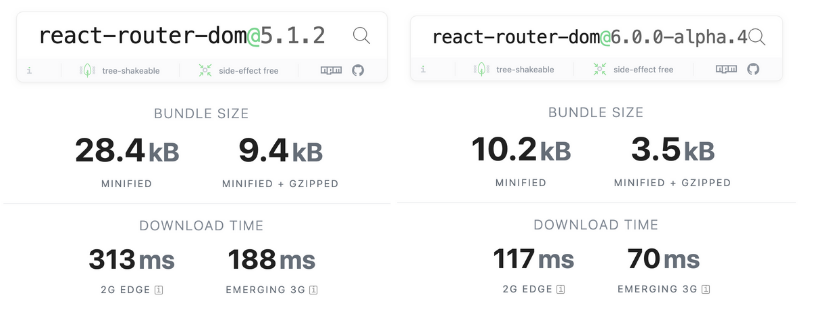 react-router-dom@5.1.2
i tree-shakeable side-effect free npm
BUNDLE SIZE
28.4 kB 9.4 kB
MINIFIED MINIFIED + GZIPPED
DOWNLOAD TIME
313 ms 188 ms
2G EDGE i EMERGING 3G i
react-router-dom@6.0.0-alpha.4
i tree-shakeable side-effect free npm
BUNDLE SIZE
10.2 kB 3.5 kB
MINIFIED MINIFIED + GZIPPED
DOWNLOAD TIME
117 ms 70 ms
2G EDGE i EMERGING 3G i